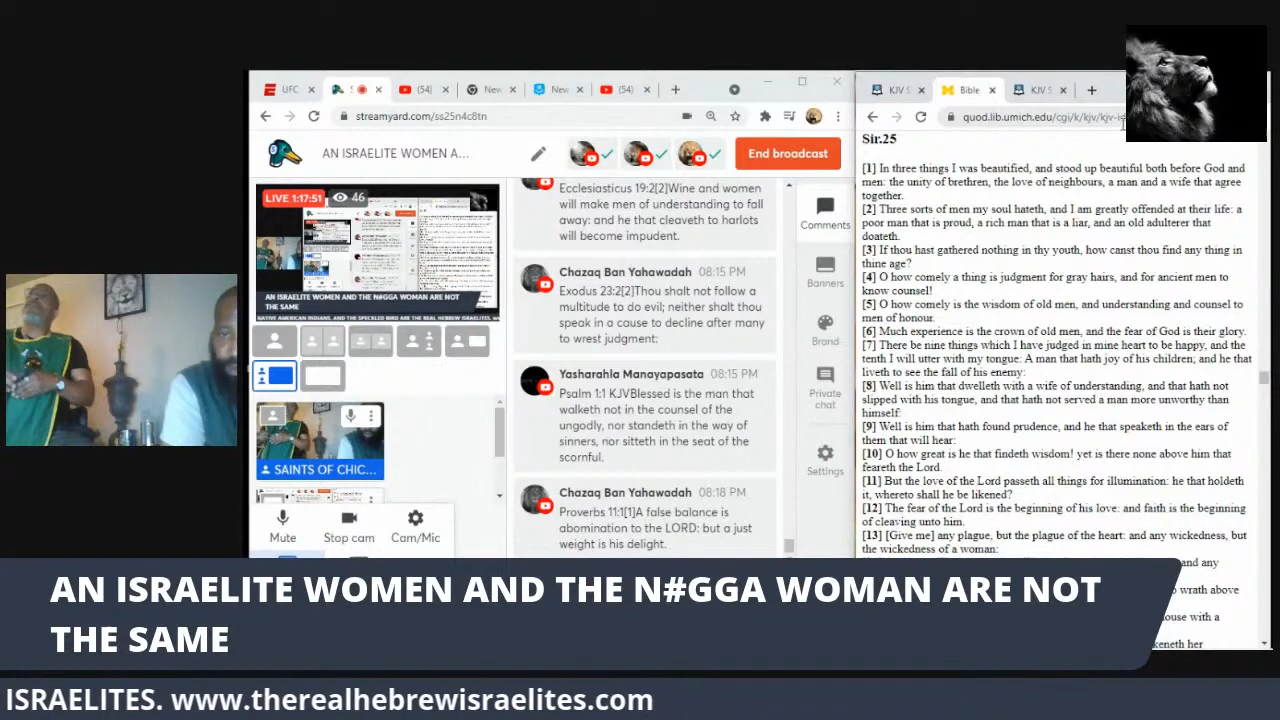 UFC
S
(54)
New
New
(54)
streamyard.com/ss25n4c8tn
AN ISRAELITE WOMEN A...
End broadcast
LIVE 1:17:51
46
AN ISRAELITE WOMEN AND THE N#GGA WOMAN ARE NOT
THE SAME
NATIVE AMERICAN INDIANS, AND THE SPECKLED BIRD ARE THE REAL HEBREW ISRAELITES.
SAINTS OF CHIC...
Mute
Stop cam
Cam/Mic
Ecclesiasticus 19:2[2]Wine and women
will make men of understanding to fall
away: and he that cleaveth to harlots
will become impudent.
Chazaq Ban Yahawadah 08:15 PM
Exodus 23:2[2]Thou shalt not follow a
multitude to do evil; neither shalt thou
speak in a cause to decline after many
to wrest judgment:
Yasharahla Manayapasata 08:15 PM
Psalm 1:1 KJVBlessed is the man that
walketh not in the counsel of the
ungodly, nor standeth in the way of
sinners, nor sitteth in the seat of the
scornful.
Chazaq Ban Yahawadah 08:18 PM
Proverbs 11:1[1]A false balance is
abomination to the LORD: but a just
weight is his delight.
Comments
Banners
Brand
Private
chat
Settings
KJV S
Bible
KJV S
quod.lib.umich.edu/cgi/k/kjv/kjv-i
Sir.25
[1] In three things I was beautified, and stood up beautiful both before God and
men: the unity of brethren, the love of neighbours, a man and a wife that agree
together.
[2] Three sorts of men my soul hateth, and I am greatly offended at their life: a
poor man that is proud, a rich man that is a liar, and an old adulterer that
doateth.
[3] If thou hast gathered nothing in thy youth, how canst thou find any thing in
thine age?
[4] O how comely a thing is judgment for gray hairs, and for ancient men to
know counsel!
[5] O how comely is the wisdom of old men, and understanding and counsel to
men of honour.
[6] Much experience is the crown of old men, and the fear of God is their glory.
[7] There be nine things which I have judged in mine heart to be happy, and the
tenth I will utter with my tongue: A man that hath joy of his children; and he that
liveth to see the fall of his enemy:
[8] Well is him that dwelleth with a wife of understanding, and that hath not
slipped with his tongue, and that hath not served a man more unworthy than
himself:
[9] Well is him that hath found prudence, and he that speaketh in the ears of
them that will hear:
[10] O how great is he that findeth wisdom! yet is there none above him that
feareth the Lord.
[11] But the love of the Lord passeth all things for illumination: he that holdeth
it, whereto shall he be likened?
[12] The fear of the Lord is the beginning of his love: and faith is the beginning
of cleaving unto him.
[13] [Give me] any plague, but the plague of the heart: and any wickedness, but
the wickedness of a woman:
and any
wrath above
house with a
keneth her
AN ISRAELITE WOMEN AND THE N#GGA WOMAN ARE NOT
THE SAME
ISRAELITES. www.therealhebrewisraelites.com